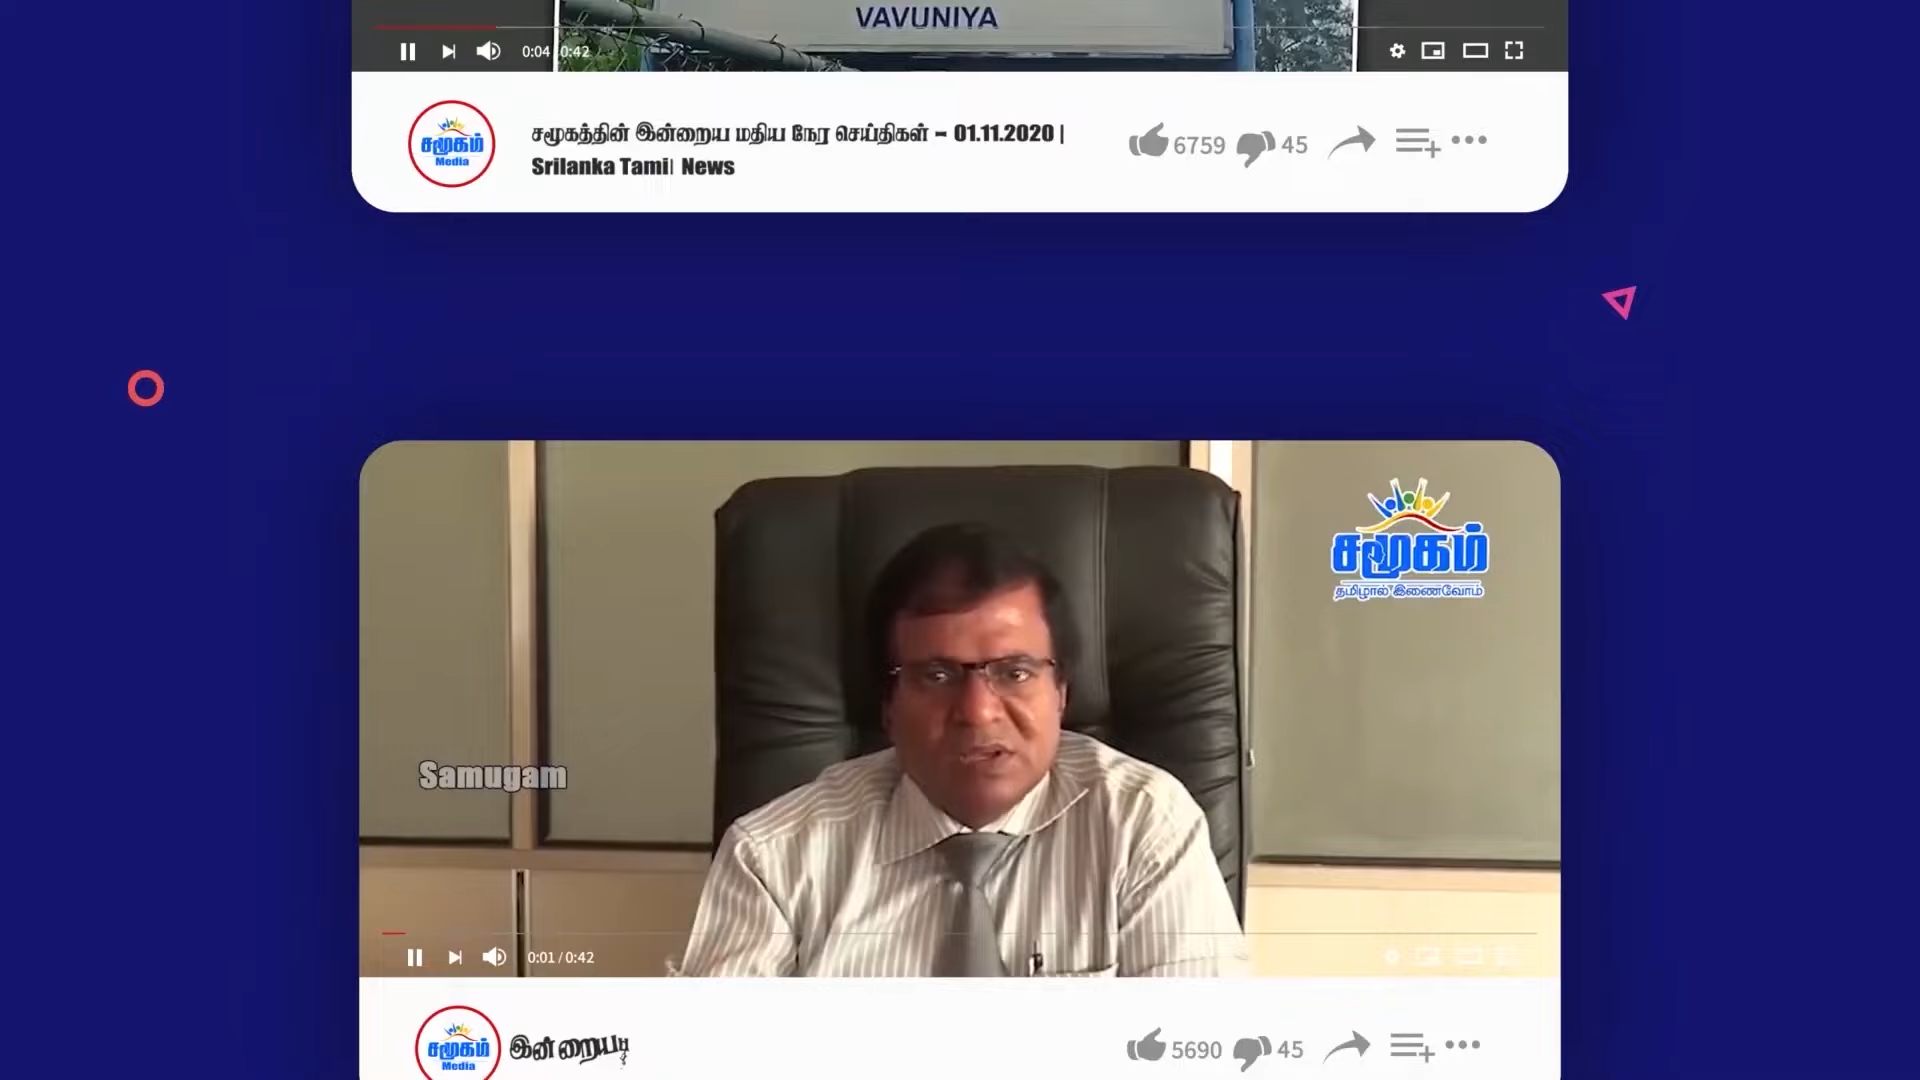 VAVUNIYA
0:04 / 0:42
சமூகம்
Media
சமூகத்தின் இன்றைய மதிய நேர செய்திகள் – 01.11.2020 |
Srilanka Tamil News
6759
45
சமூகம்
தமிழால் இணைவோம்
Samugam
0:01 / 0:42
சமூகம்
Media
இன்றைய
5690
45